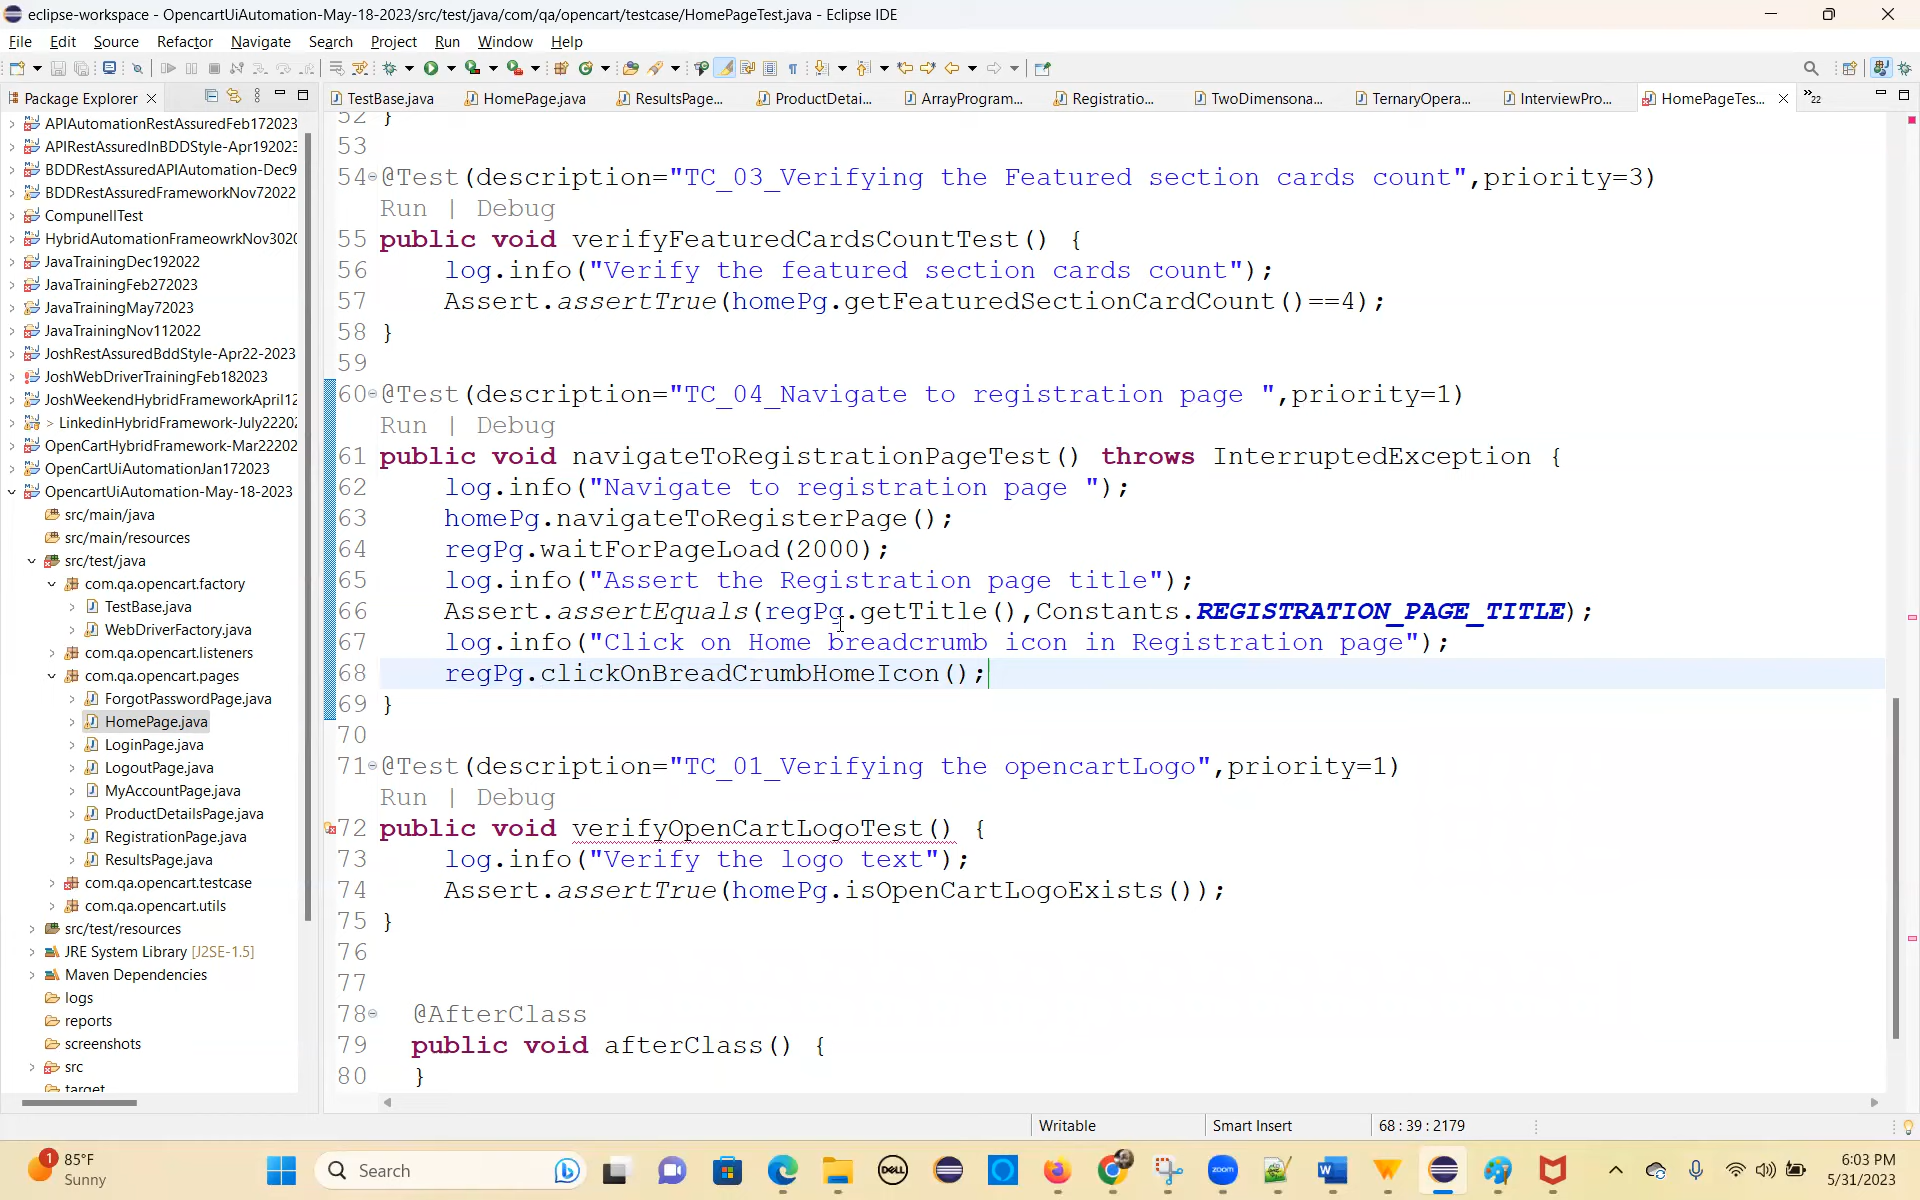 eclipse-workspace - OpencartUiAutomation-May-18-2023/src/test/java/com/qa/opencart/testcase/HomePageTest.java - Eclipse IDE
File Edit Source Refactor Navigate Search Project Run Window Help
Package Explorer
TestBase.java HomePage.java ResultsPage... ProductDetai... ArrayProgram... Registratio... TwoDimensona... TernaryOpera... InterviewPro... HomePageTes... »22
APIAutomationRestAssuredFeb172023
APIRestAssuredInBDDStyle-Apr192023
BDDRestAssuredAPIAutomation-Dec9
BDDRestAssuredFrameworkNov72022
CompunellTest
HybridAutomationFrameowrkNov3020
JavaTrainingDec192022
JavaTrainingFeb272023
JavaTrainingMay72023
JavaTrainingNov112022
JoshRestAssuredBddStyle-Apr22-2023
JoshWebDriverTrainingFeb182023
JoshWeekendHybridFrameworkApril12
> LinkedinHybridFramework-July2202
OpenCartHybridFramework-Mar22202
OpenCartUiAutomationJan172023
OpencartUiAutomation-May-18-2023
src/main/java
src/main/resources
src/test/java
com.qa.opencart.factory
TestBase.java
WebDriverFactory.java
com.qa.opencart.listeners
com.qa.opencart.pages
ForgotPasswordPage.java
HomePage.java
LoginPage.java
LogoutPage.java
MyAccountPage.java
ProductDetailsPage.java
RegistrationPage.java
ResultsPage.java
com.qa.opencart.testcase
com.qa.opencart.utils
src/test/resources
JRE System Library [J2SE-1.5]
Maven Dependencies
logs
reports
screenshots
src
target
52 }
53
54 @Test(description="TC_03_Verifying the Featured section cards count",priority=3)
Run | Debug
55 public void verifyFeaturedCardsCountTest() {
56 log.info("Verify the featured section cards count");
57 Assert.assertTrue(homePg.getFeaturedSectionCardCount()==4);
58 }
59
60 @Test(description="TC_04_Navigate to registration page ",priority=1)
Run | Debug
61 public void navigateToRegistrationPageTest() throws InterruptedException {
62 log.info("Navigate to registration page ");
63 homePg.navigateToRegisterPage();
64 regPg.waitForPageLoad(2000);
65 log.info("Assert the Registration page title");
66 Assert.assertEquals(regPg.getTitle(),Constants.REGISTRATION_PAGE_TITLE);
67 log.info("Click on Home breadcrumb icon in Registration page");
68 regPg.clickOnBreadCrumbHomeIcon();
69 }
70
71 @Test(description="TC_01_Verifying the opencartLogo",priority=1)
Run | Debug
72 public void verifyOpenCartLogoTest() {
73 log.info("Verify the logo text");
74 Assert.assertTrue(homePg.isOpenCartLogoExists());
75 }
76
77
78 @AfterClass
79 public void afterClass() {
80 }
Writable Smart Insert 68 : 39 : 2179
1 85°F
Sunny
Search
DELL
zoom
6:03 PM
5/31/2023